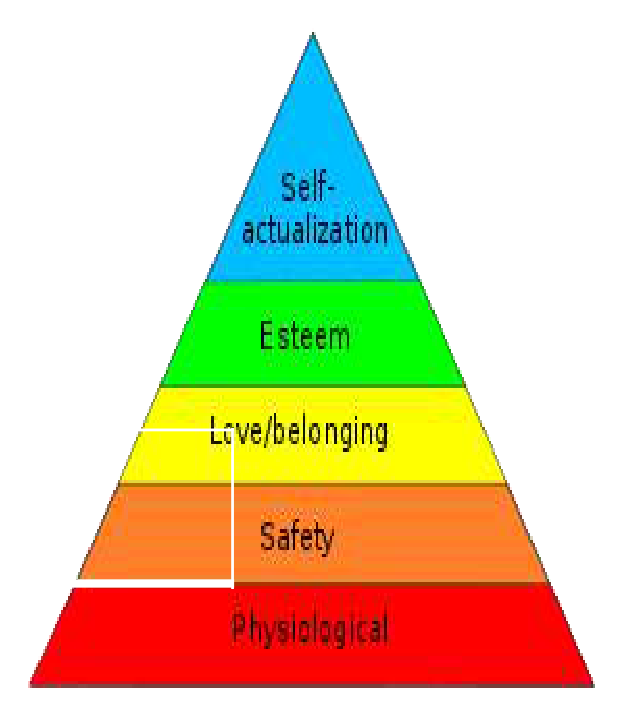 Self-
actualization
Esteem
Love/belonging
Safety
Physiological